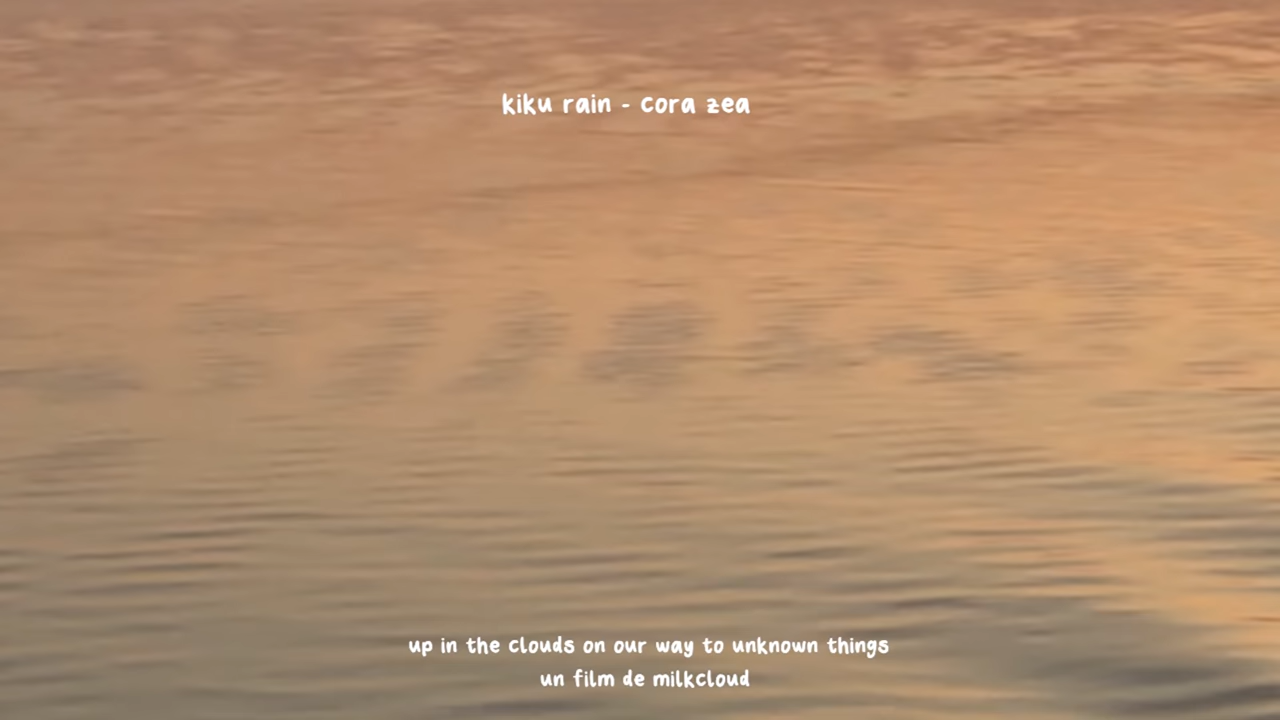 kiku rain - cora zea
up in the clouds on our way to unknown things
un film de milkcloud